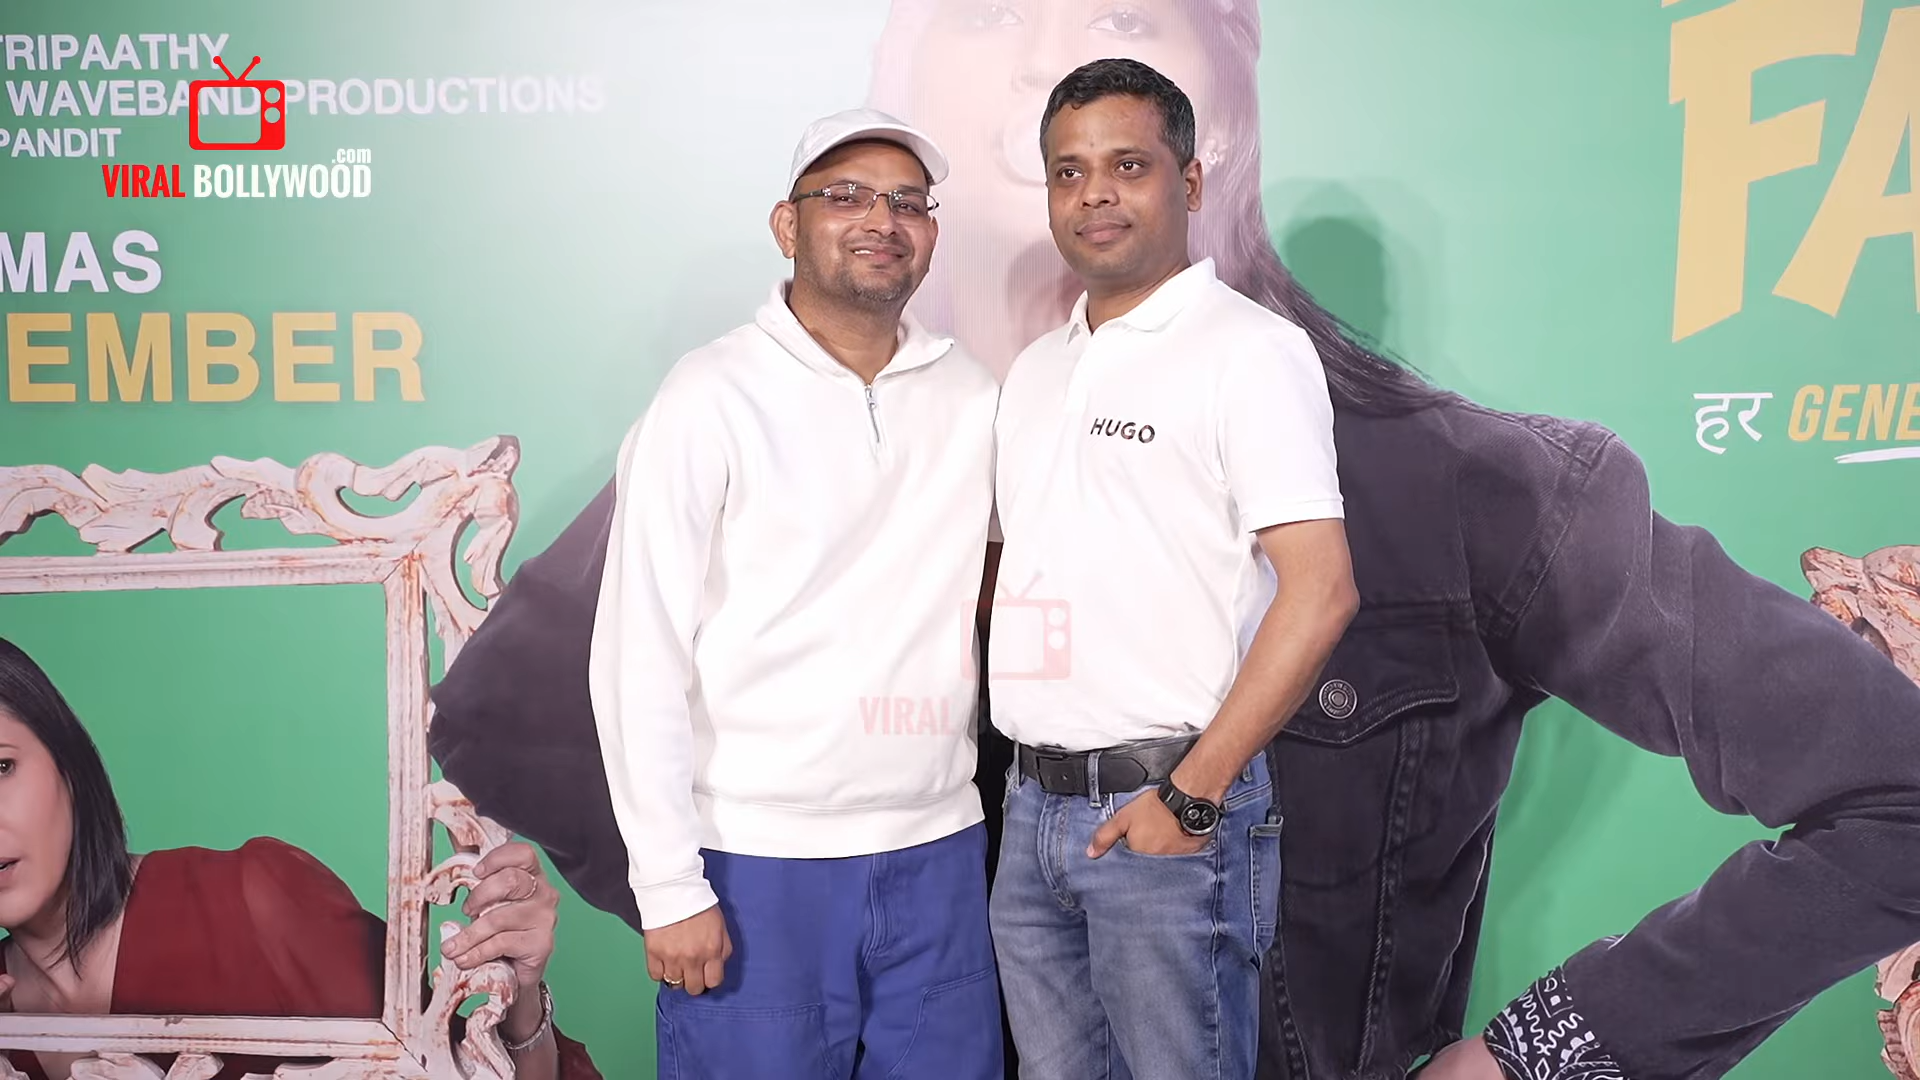 TRIPAATHY
WAVEBAND PRODUCTIONS
PANDIT
VIRAL BOLLYWOOD
.com
MAS
EMBER
FA
हर GENE
HUGO
VIRAL